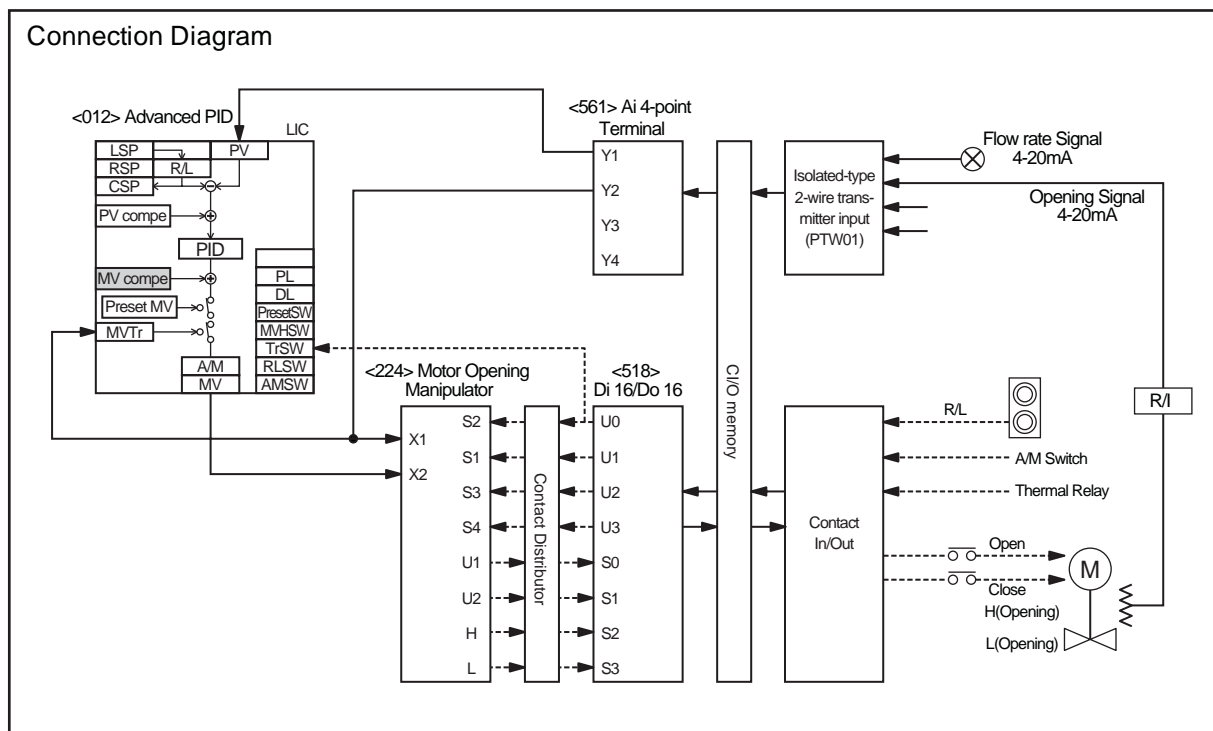 Connection Diagram
<012> Advanced PID
LIC
LSP
PV
RSP
R/L
CSP
PV compe
PID
MV compe
Preset MV
MVTr
A/M
MV
PL
DL
PresetSW
MVHSW
TrSW
RLSW
AMSW
<561> Ai 4-point
Terminal
Y1
Y2
Y3
Y4
CI/O memory
Isolated-type
2-wire trans-
mitter input
(PTW01)
Flow rate Signal
4-20mA
Opening Signal
4-20mA
R/I
<224> Motor Opening
Manipulator
X1
X2
S2
S1
S3
S4
U1
U2
H
L
Contact Distributor
<518>
Di 16/Do 16
U0
U1
U2
U3
S0
S1
S2
S3
Contact
In/Out
R/L
A/M Switch
Thermal Relay
Open
Close
M
H(Opening)
L(Opening)